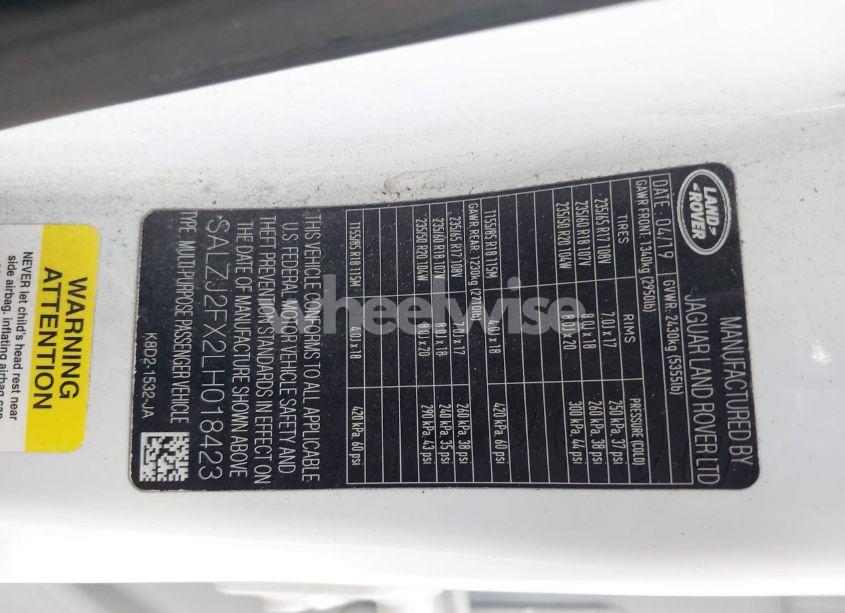 LAND
ROVER
MANUFACTURED BY:
JAGUAR LAND ROVER LTD
DATE: 04/19 GVWR: 2430kg (5355lb)
GAWR FRONT: 1340kg (2950lb)
TIRES RIMS PRESSURE (COLD)
235/65 R17 108V 7.0J x 17 250 kPa, 37 psi
235/60 R18 107V 8.0J x 18 260 kPa, 38 psi
235/50 R20 104W 8.0J x 20 300 kPa, 44 psi
T155/85 R18 115M 4.0J x 18 420 kPa, 60 psi
GAWR REAR: 1230kg
235/65 R17 108V 7.0J x 17 260 kPa, 38 psi
235/60 R18 107V 8.0J x 18 240 kPa, 35 psi
235/50 R20 104W 8.0J x 20 290 kPa, 43 psi
T155/85 R18 115M 4.0J x 18 420 kPa, 60 psi
THIS VEHICLE CONFORMS TO ALL APPLICABLE
U.S. FEDERAL MOTOR VEHICLE SAFETY AND
THEFT PREVENTION STANDARDS IN EFFECT ON
THE DATE OF MANUFACTURE SHOWN ABOVE
*SALZJ2FX2LH018423
TYPE: MULTIPURPOSE PASSENGER VEHICLE
K8D2-1532-JA
WARNING
ATTENTION
NEVER let child's head rest near
side airbag, inflating airbag can
wheelwise